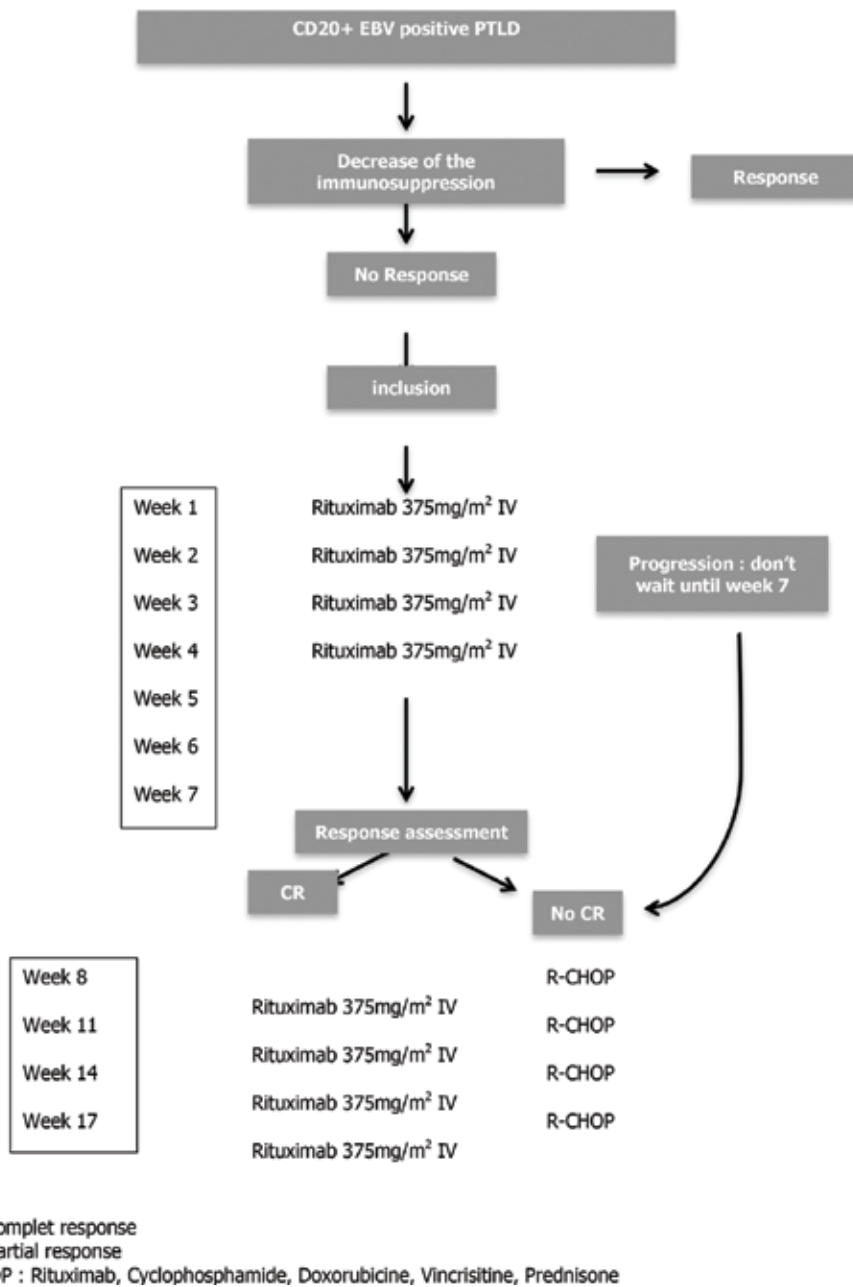 CD20+ EBV positive PTLD
Decrease of the
immunosuppression
Response
No Response
inclusion
Week 1
Rituximab 375mg/m² IV
Week 2
Rituximab 375mg/m² IV
Week 3
Rituximab 375mg/m² IV
Week 4
Rituximab 375mg/m² IV
Week 5
Week 6
Week 7
Progression : don't
wait until week 7
Response assessment
CR
No CR
Week 8
R-CHOP
Rituximab 375mg/m² IV
Week 11
R-CHOP
Rituximab 375mg/m² IV
Week 14
R-CHOP
Rituximab 375mg/m² IV
Week 17
R-CHOP
Rituximab 375mg/m² IV
omplet response
artial response
OP : Rituximab, Cyclophosphamide, Doxorubicine, Vincrisitine, Prednisone